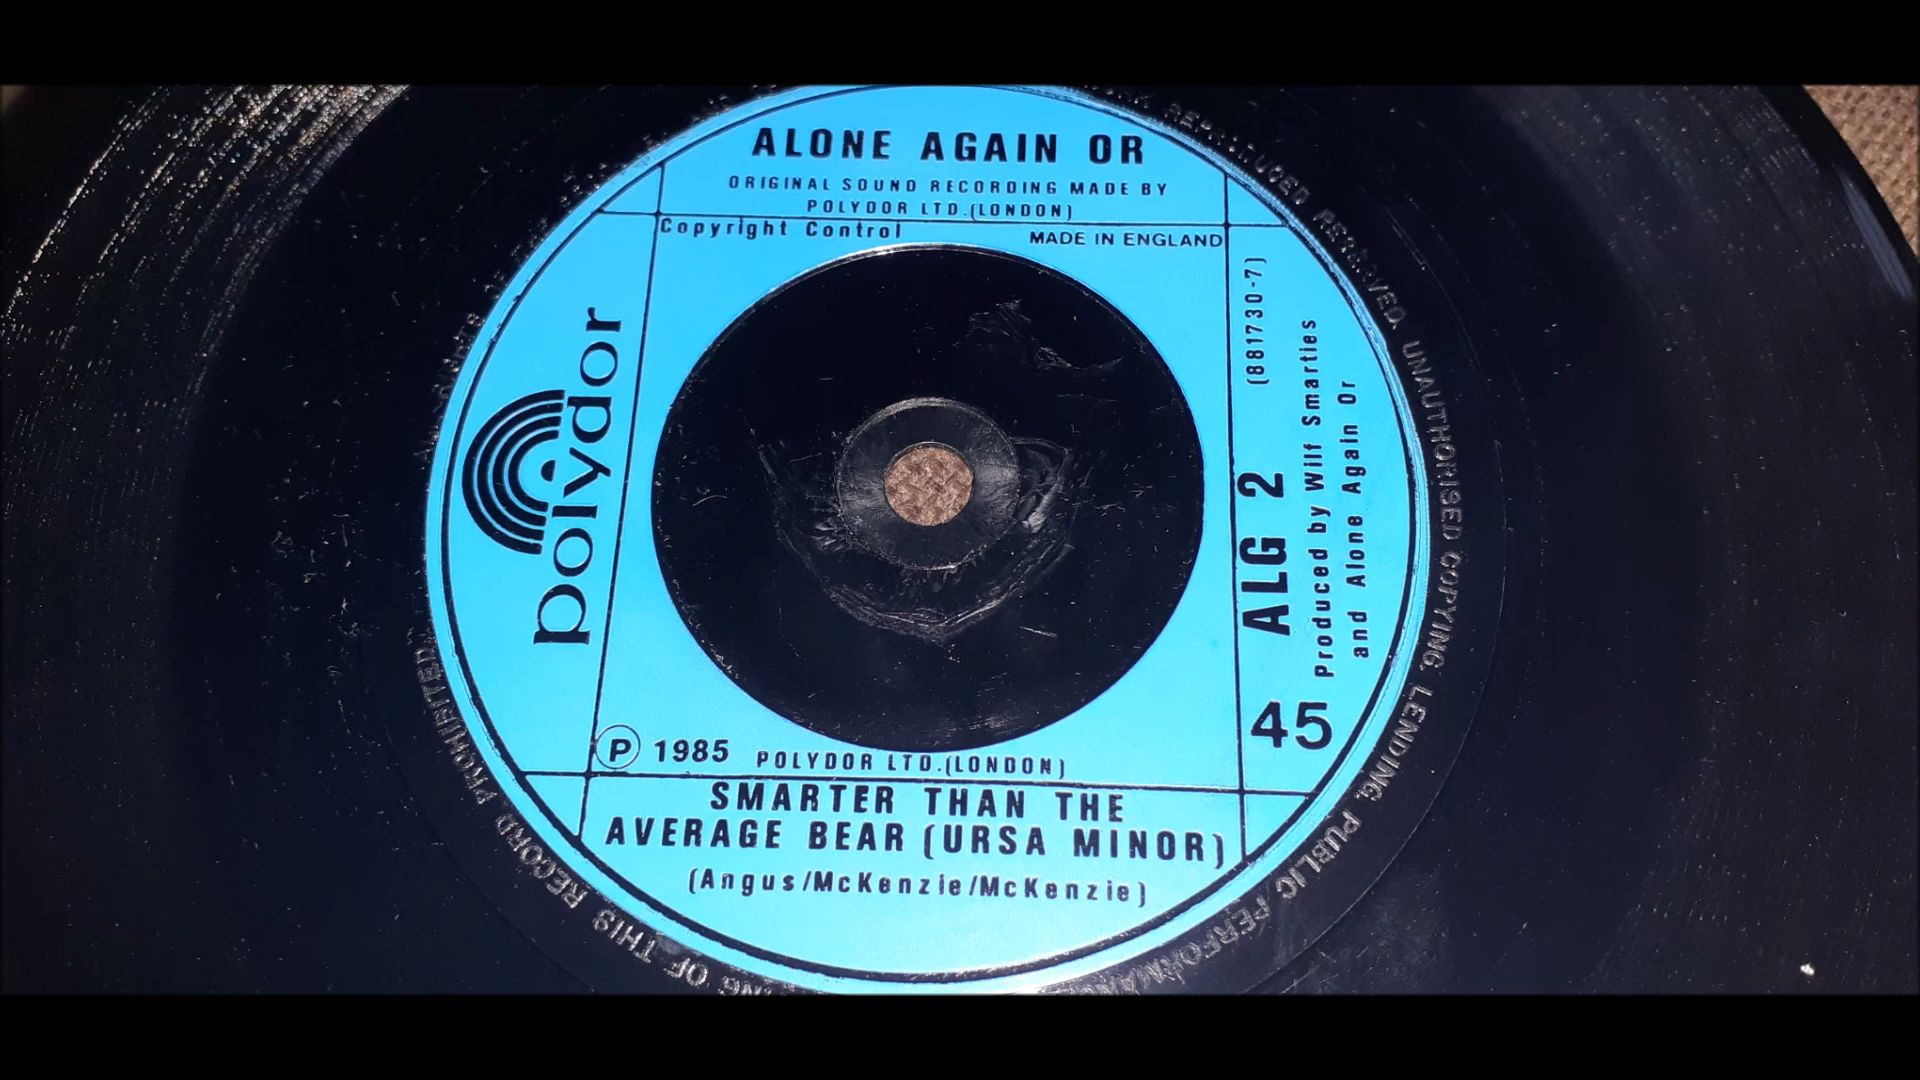 ALONE AGAIN OR
ORIGINAL SOUND RECORDING MADE BY
POLYDOR LTD.(LONDON)
Copyright Control
MADE IN ENGLAND
polydor
(881730-7)
ALG 2
Produced by Wilf Smarties
and Alone Again Or
45
Ⓟ 1985 POLYDOR LTD.(LONDON)
SMARTER THAN THE
AVERAGE BEAR (URSA MINOR)
(Angus/McKenzie/McKenzie)
REPRODUCED RESERVED. UNAUTHORISED COPYING, LENDING, PUBLIC PERFORMANCE OF THIS RECORD PROHIBITED